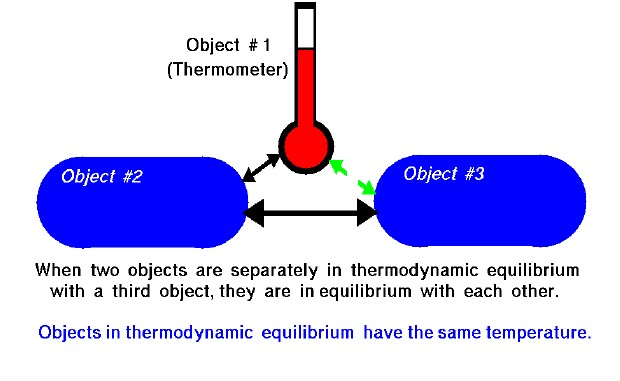 Object # 1
(Thermometer)
Object #2
Object #3
When two objects are separately in thermodynamic equilibrium
with a third object, they are in equilibrium with each other.
Objects in thermodynamic equilibrium have the same temperature.